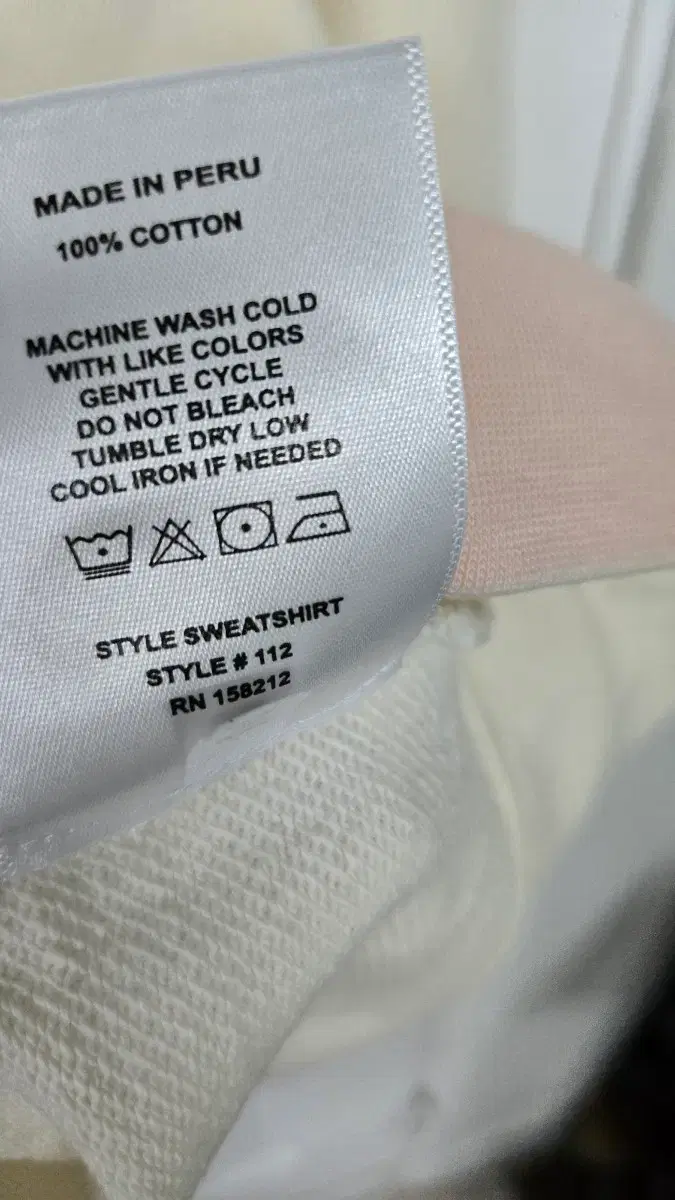 MADE IN PERU
100% COTTON
MACHINE WASH COLD
WITH LIKE COLORS
GENTLE CYCLE
DO NOT BLEACH
TUMBLE DRY LOW
COOL IRON IF NEEDED
STYLE SWEATSHIRT
STYLE # 112
RN 158212